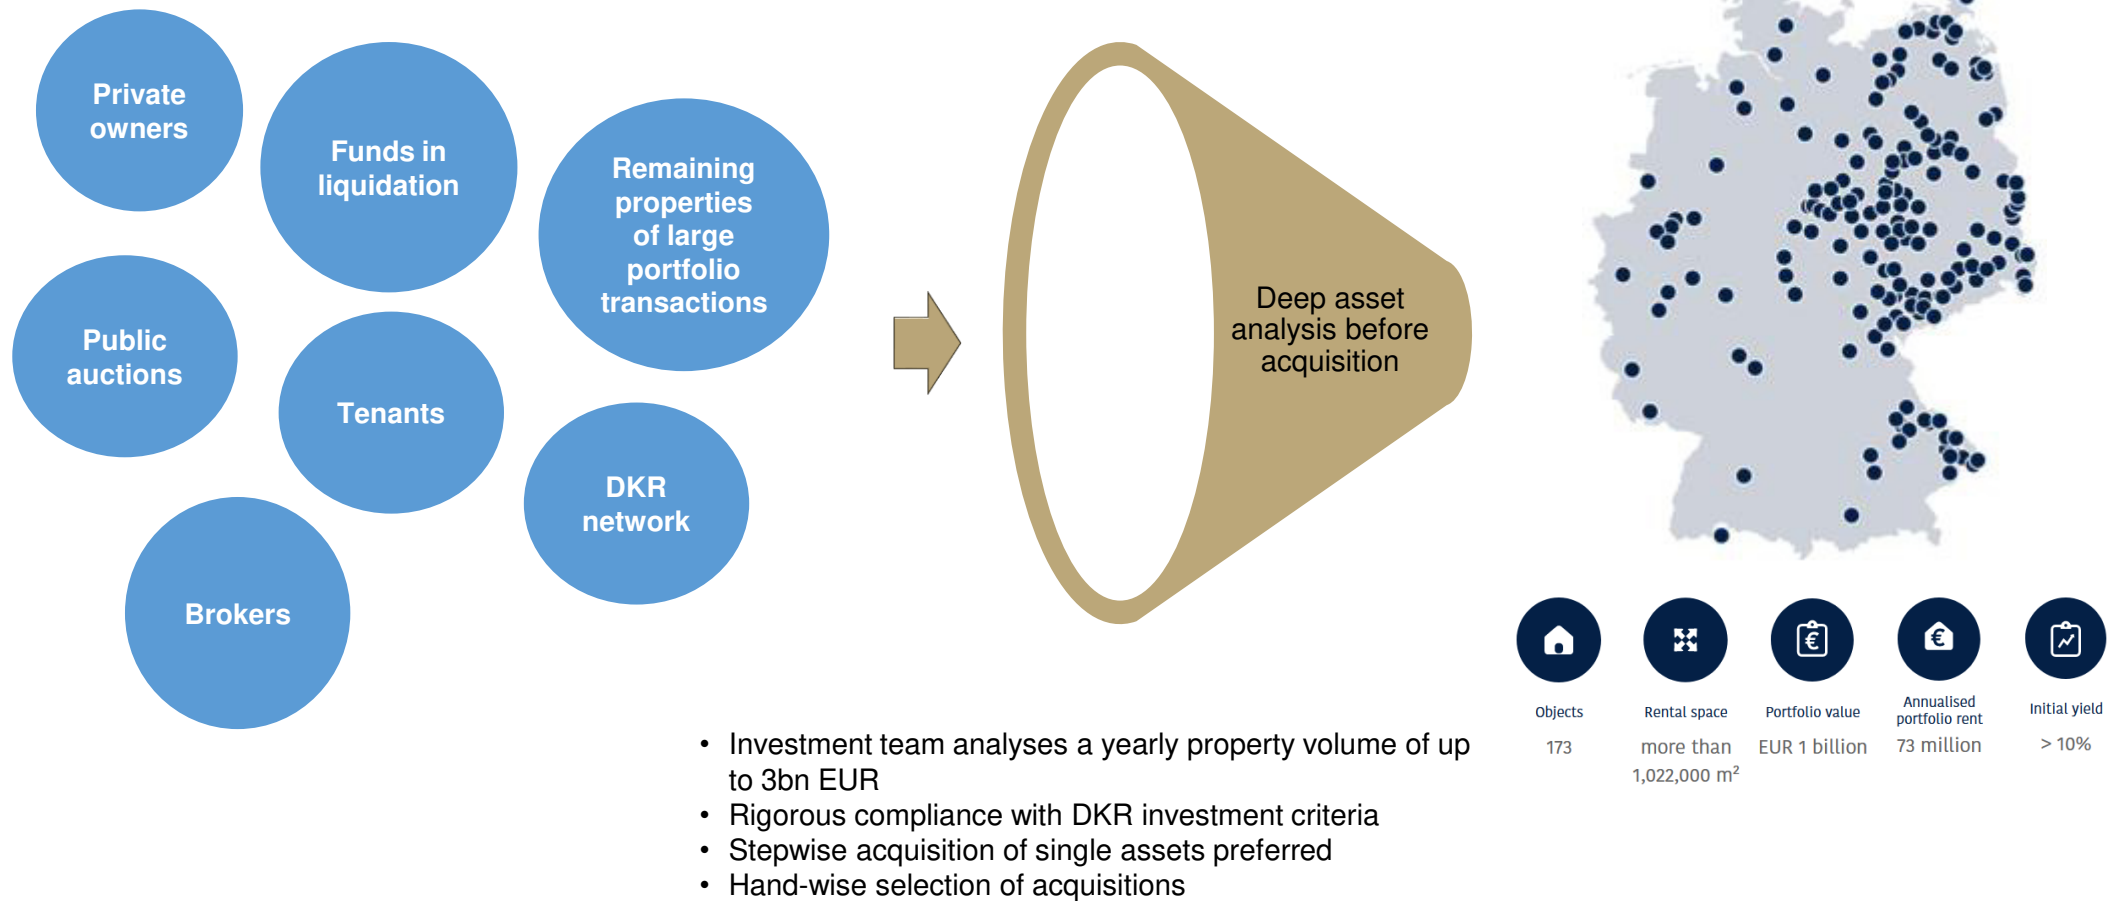 Private
owners
Funds in
liquidation
Remaining
properties
of large
portfolio
transactions
Public
auctions
Tenants
DKR
network
Brokers
Deep asset
analysis before
acquisition
• Investment team analyses a yearly property volume of up
to 3bn EUR
• Rigorous compliance with DKR investment criteria
• Stepwise acquisition of single assets preferred
• Hand-wise selection of acquisitions
€
€
Objects
173
Rental space
more than
1,022,000 m²
Portfolio value
EUR 1 billion
Annualised
portfolio rent
73 million
Initial yield
> 10%